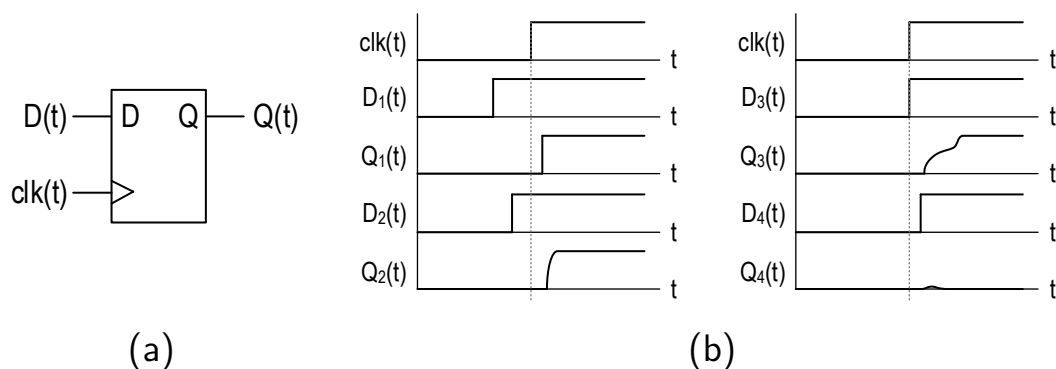 D(t) D Q Q(t)
clk(t)
(a)
clk(t) t
D₁(t) t
Q₁(t) t
D₂(t) t
Q₂(t) t
clk(t) t
D₃(t) t
Q₃(t) t
D₄(t) t
Q₄(t) t
(b)